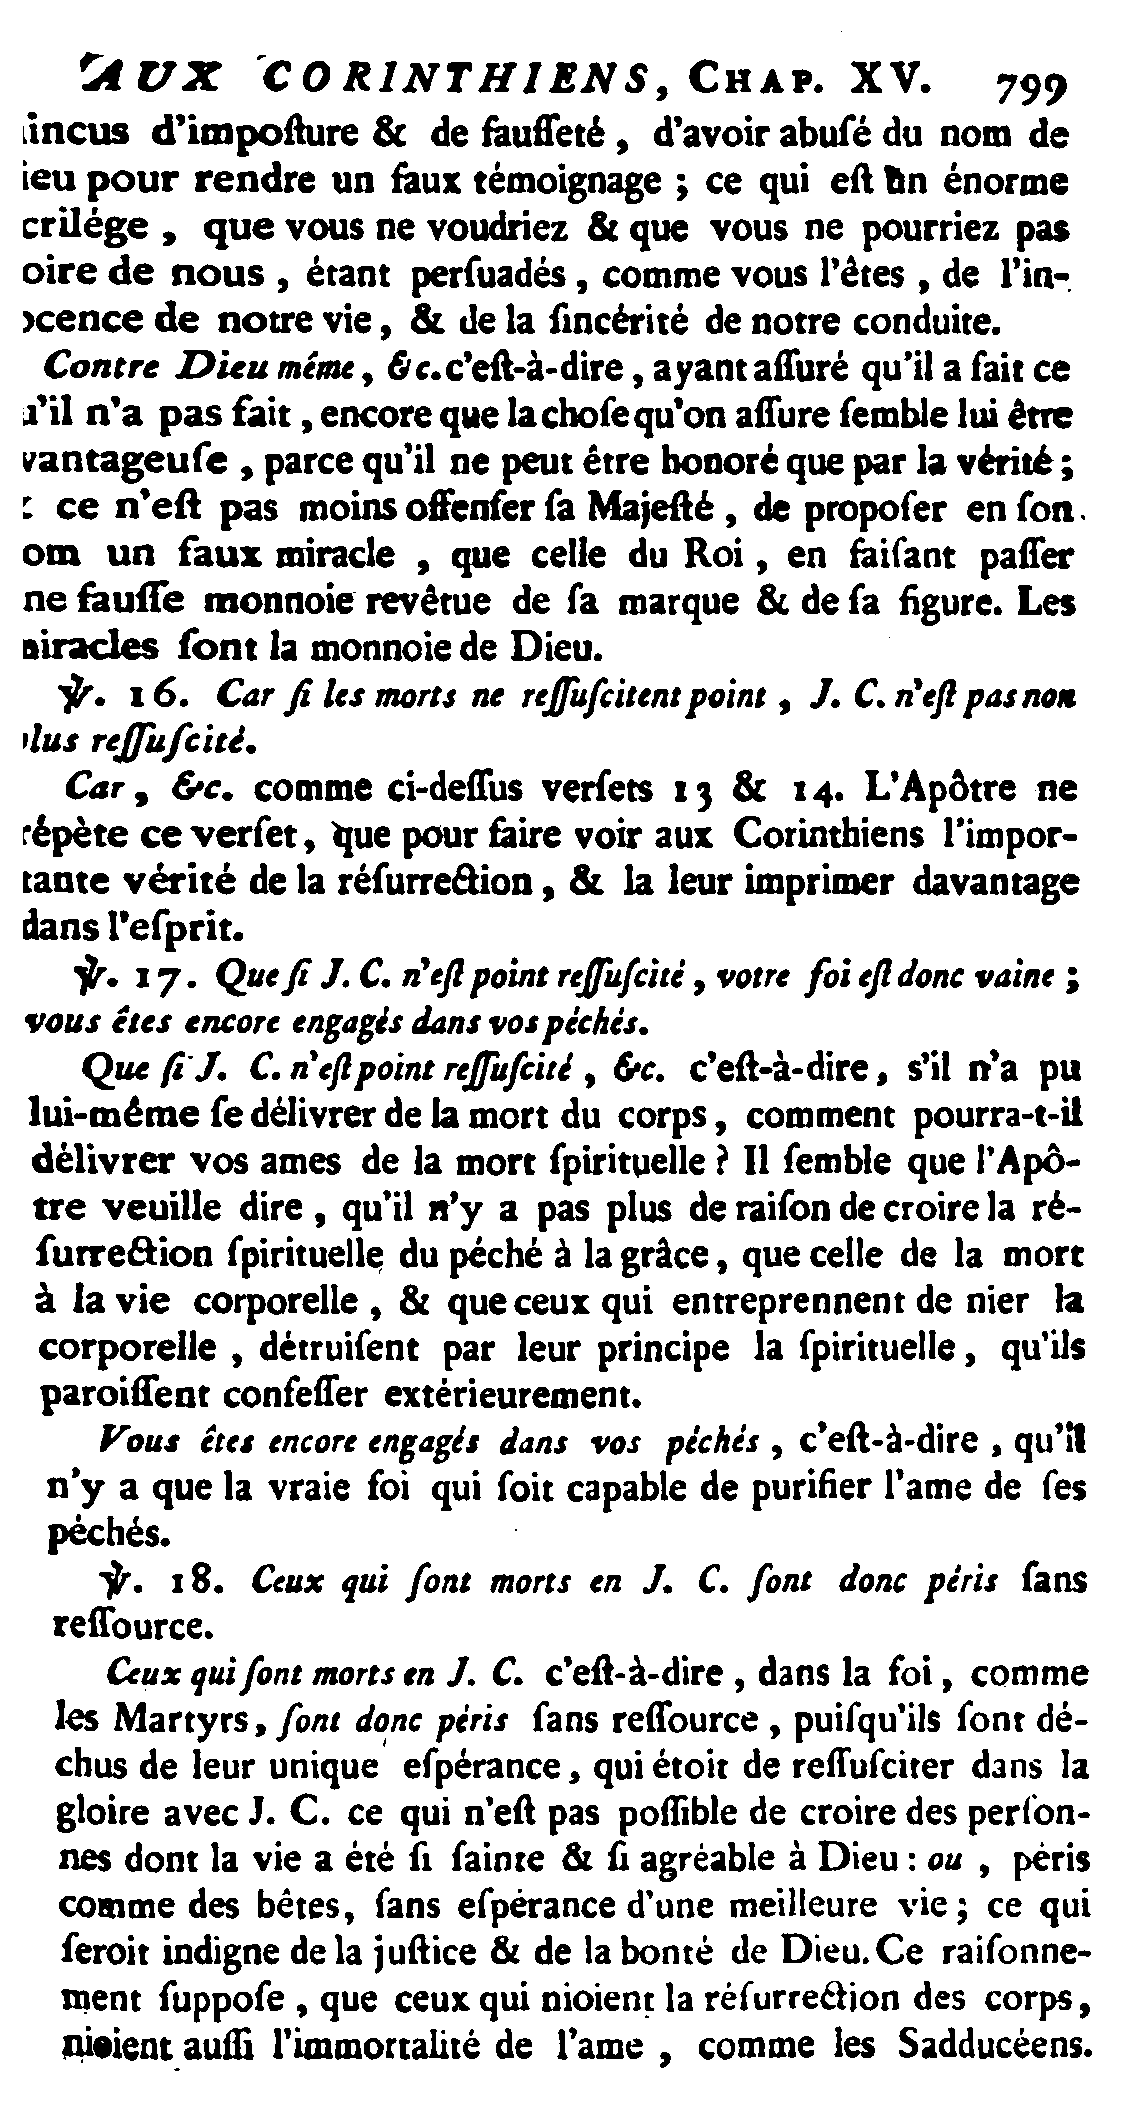 AUX CORINTHIENS, CHAP. XV. 799
incus d'impoſture & de fauſſeté, d'avoir abuſé du nom de
ieu pour rendre un faux témoignage ; ce qui eſt un énorme
crilége, que vous ne voudriez & que vous ne pourriez pas
oire de nous, étant perſuadés, comme vous l'êtes, de l'in-
ocence de notre vie, & de la ſincérité de notre conduite.
Contre Dieu même, &c. c'eſt-à-dire, ayant aſſuré qu'il a fait ce
u'il n'a pas fait, encore que la choſe qu'on aſſure ſemble lui être
vantageuſe, parce qu'il ne peut être honoré que par la vérité ;
ce n'eſt pas moins offenſer ſa Majeſté, de propoſer en ſon
om un faux miracle, que celle du Roi, en faiſant paſſer
ne fauſſe monnoie revêtue de ſa marque & de ſa figure. Les
miracles ſont la monnoie de Dieu.
℣. 16. Car ſi les morts ne reſſuſcitent point, J. C. n'eſt pas non
plus reſſuſcité.
Car, &c. comme ci-deſſus verſets 13 & 14. L'Apôtre ne
répète ce verſet, que pour faire voir aux Corinthiens l'impor-
tante vérité de la réſurrection, & la leur imprimer davantage
dans l'eſprit.
℣. 17. Que ſi J. C. n'eſt point reſſuſcité, votre foi eſt donc vaine ;
vous êtes encore engagés dans vos péchés.
Que ſi J. C. n'eſt point reſſuſcité, &c. c'eſt-à-dire, s'il n'a pu
lui-même ſe délivrer de la mort du corps, comment pourra-t-il
délivrer vos ames de la mort ſpirituelle ? Il ſemble que l'Apô-
tre veuille dire, qu'il n'y a pas plus de raiſon de croire la ré-
ſurrection ſpirituelle du péché à la grâce, que celle de la mort
à la vie corporelle, & que ceux qui entreprennent de nier la
corporelle, détruiſent par leur principe la ſpirituelle, qu'ils
paroiſſent confeſſer extérieurement.
Vous êtes encore engagés dans vos péchés, c'eſt-à-dire, qu'il
n'y a que la vraie foi qui ſoit capable de purifier l'ame de ſes
péchés.
℣. 18. Ceux qui ſont morts en J. C. ſont donc péris ſans
reſſource.
Ceux qui ſont morts en J. C. c'eſt-à-dire, dans la foi, comme
les Martyrs, ſont donc péris ſans reſſource, puiſqu'ils ſont dé-
chus de leur unique eſpérance, qui étoit de reſſuſciter dans la
gloire avec J. C. ce qui n'eſt pas poſſible de croire des perſon-
nes dont la vie a été ſi ſainte & ſi agréable à Dieu : ou, péris
comme des bêtes, ſans eſpérance d'une meilleure vie ; ce qui
ſeroit indigne de la juſtice & de la bonté de Dieu. Ce raiſonne-
ment ſuppoſe, que ceux qui nioient la réſurrection des corps,
nioient auſſi l'immortalité de l'ame, comme les Sadducéens.